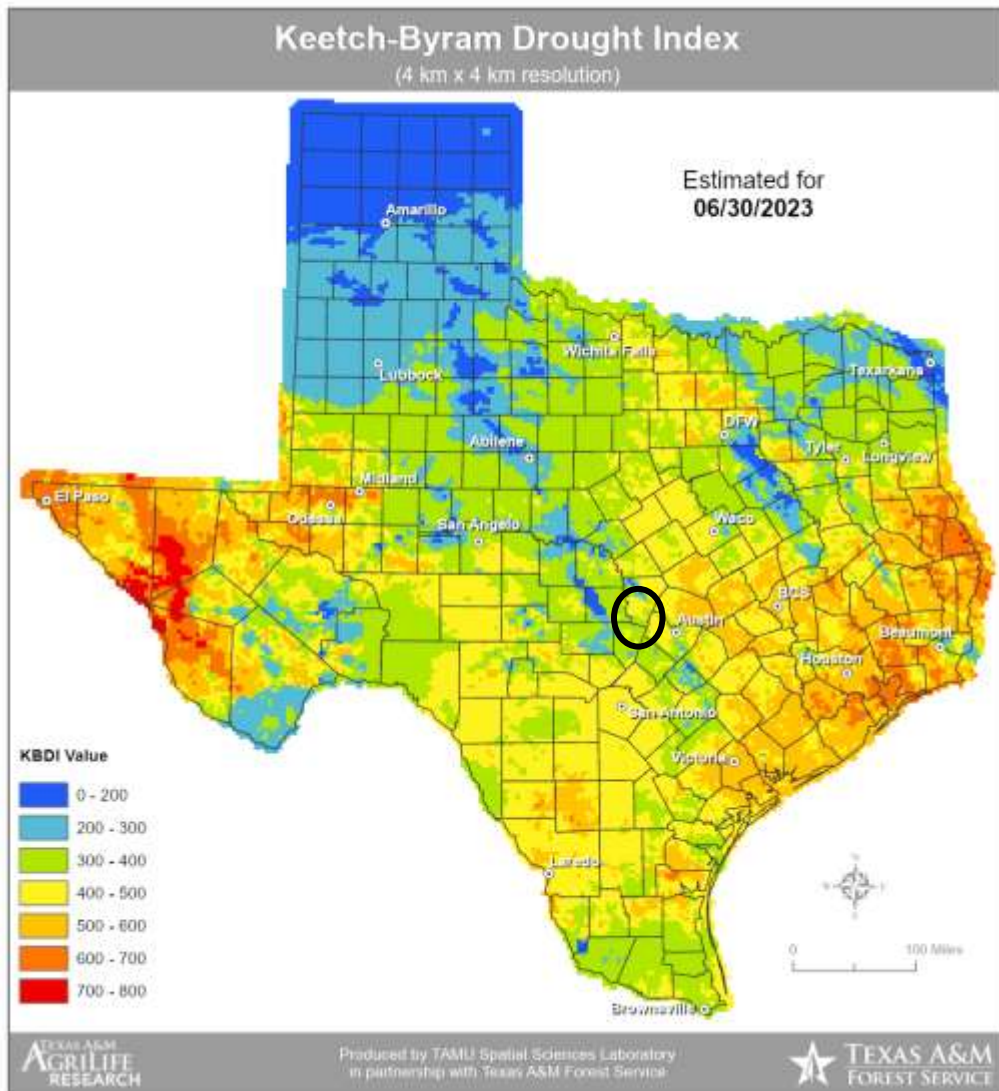 Keetch-Byram Drought Index
(4 km x 4 km resolution)
Estimated for
06/30/2023
Amarillo
Wichita Falls
Texarkana
Lubbock
DFW
Abilene
Tyler
Longview
Midland
El Paso
Odessa
San Angelo
Waco
BCS
Austin
Beaumont
Houston
San Antonio
Victoria
KBDI Value
0 - 200
200 - 300
300 - 400
400 - 500
500 - 600
600 - 700
700 - 800
Laredo
0 100 Miles
Brownsville
TEXAS A&M
AGRILIFE
RESEARCH
Produced by TAMU Spatial Sciences Laboratory
in partnership with Texas A&M Forest Service
TEXAS A&M
FOREST SERVICE